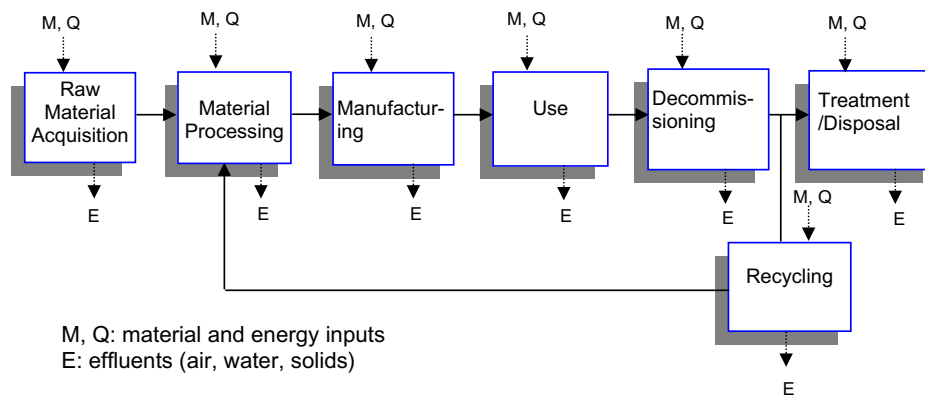 M, Q
M, Q
M, Q
M, Q
M, Q
M, Q
Raw
Material
Acquisition
Material
Processing
Manufactur-
ing
Use
Decommis-
sioning
Treatment
/Disposal
E
E
E
E
E
E
M, Q
Recycling
E
M, Q: material and energy inputs
E: effluents (air, water, solids)